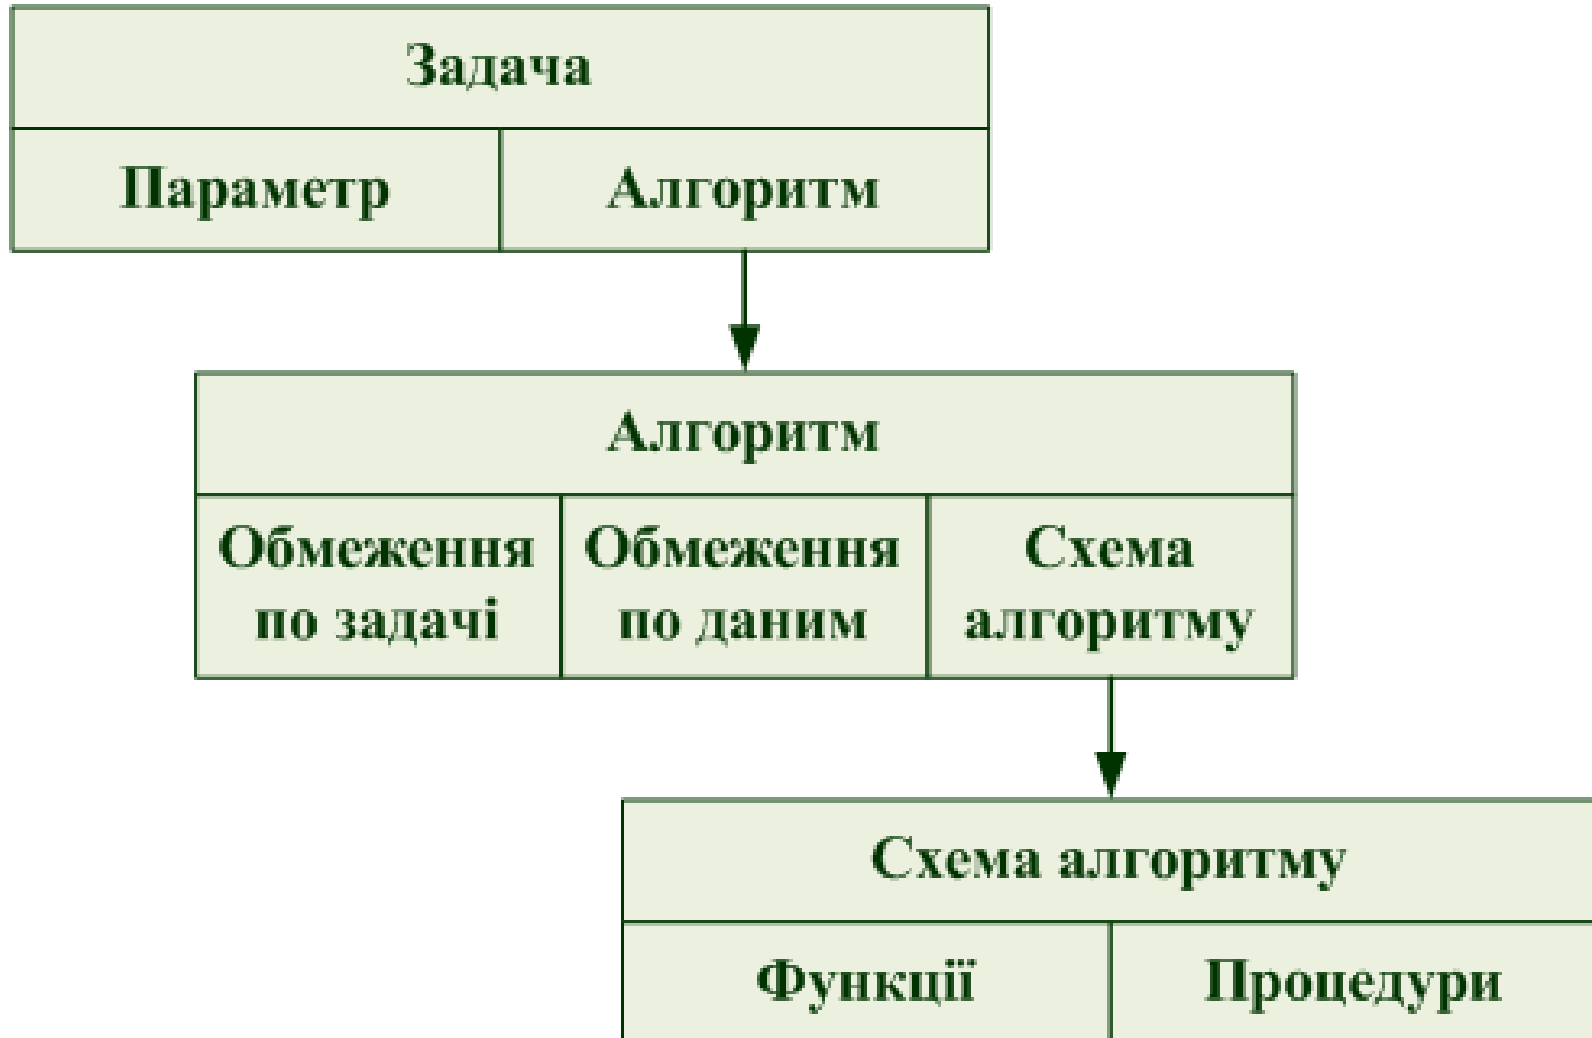 Задача
Параметр Алгоритм
Алгоритм
Обмеження Обмеження Схема
по задачі по даним алгоритму
Схема алгоритму
Функції Процедури